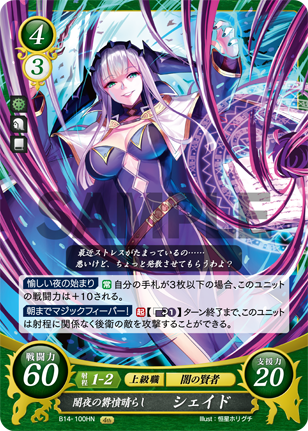 4
3
SAMPLE
最近ストレスがたまっているの……
悪いけど、ちょっと発散させてもらうわよ?
愉しい夜の始まり 常 自分の手札が3枚以下の場合、このユニット
の戦闘力は+10される。
朝までマジックフィーバー! 起 【1】ターン終了まで、このユニット
は射程に関係なく後衛の敵を攻撃することができる。
戦闘力
60
射程 1-2 上級職 闇の賢者
支援力
20
闇夜の鬱憤晴らし シェイド
B14-100HN
Illust:恒星ホリグチ